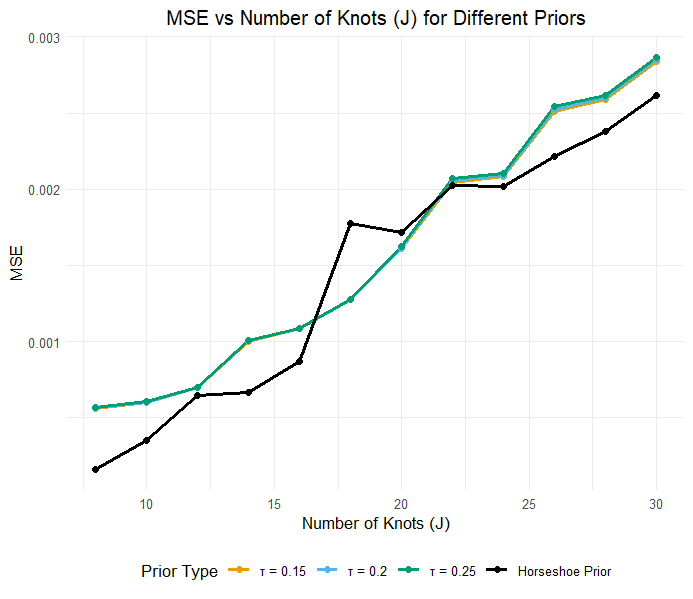 MSE vs Number of Knots (J) for Different Priors
0.003
0.002
0.001
MSE
10 15 20 25 30
Number of Knots (J)
Prior Type τ = 0.15 τ = 0.2 τ = 0.25 Horseshoe Prior